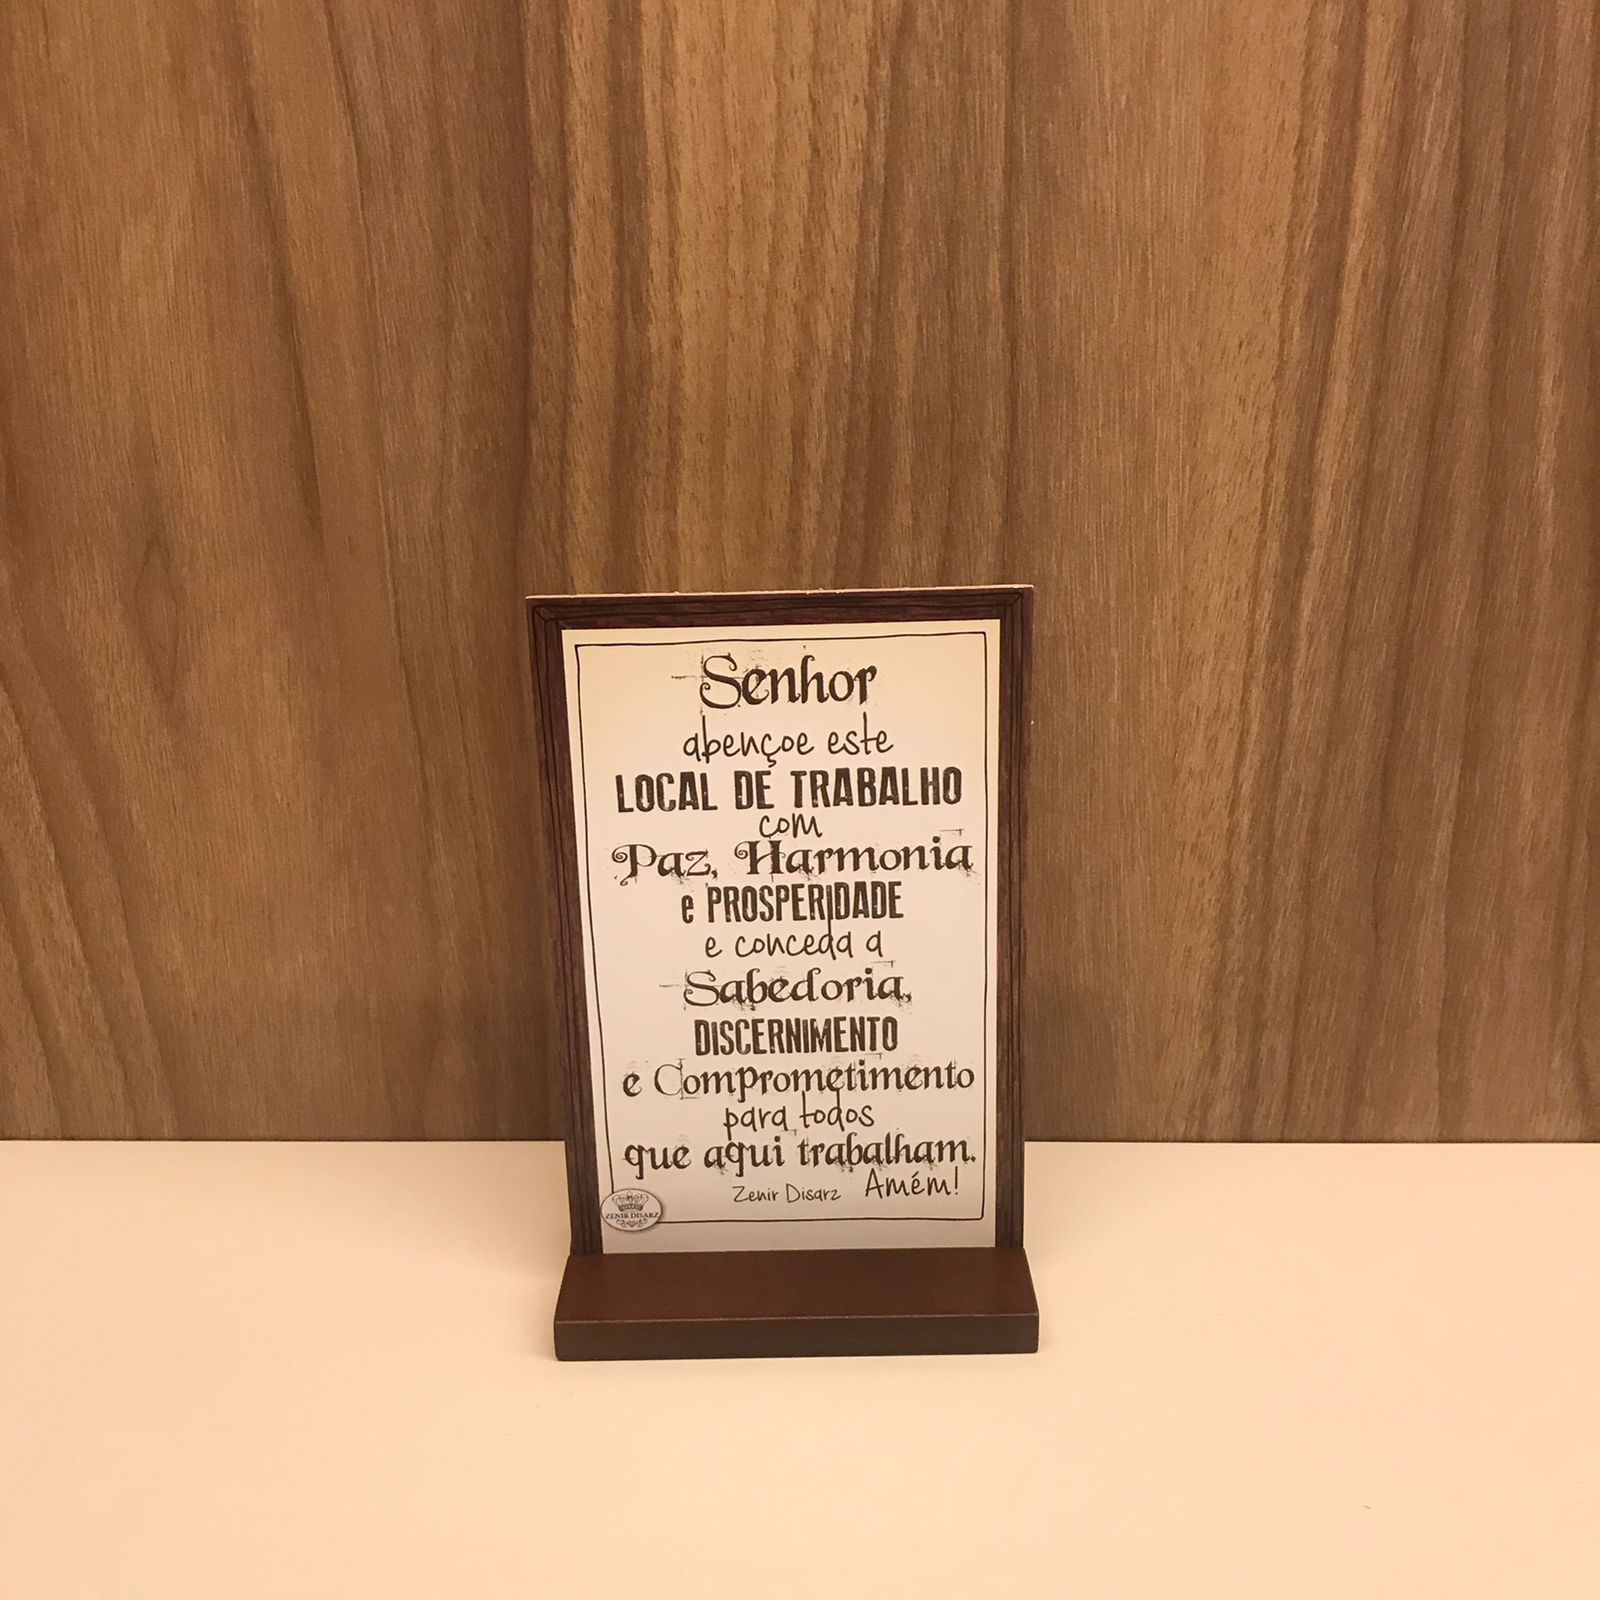 Senhor
abençoe este
LOCAL DE TRABALHO
com
Paz, Harmonia
e PROSPERIDADE
e conceda a
Sabedoria,
DISCERNIMENTO
e Comprometimento
para todos
que aqui trabalham.
Zenir Disarz Amém!
ZENIR DISARZ